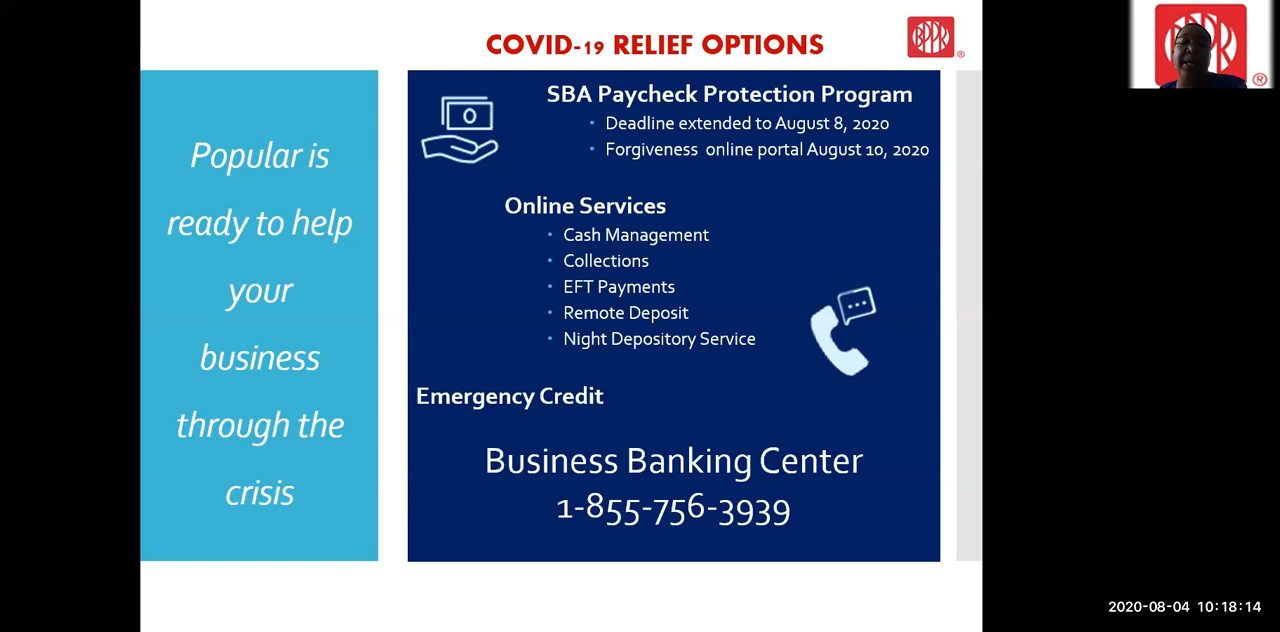 COVID-19 RELIEF OPTIONS
BPPR
®
BPPR
®
Popular is
ready to help
your
business
through the
crisis
SBA Paycheck Protection Program
• Deadline extended to August 8, 2020
• Forgiveness online portal August 10, 2020
Online Services
• Cash Management
• Collections
• EFT Payments
• Remote Deposit
• Night Depository Service
Emergency Credit
Business Banking Center
1-855-756-3939
2020-08-04 10:18:14